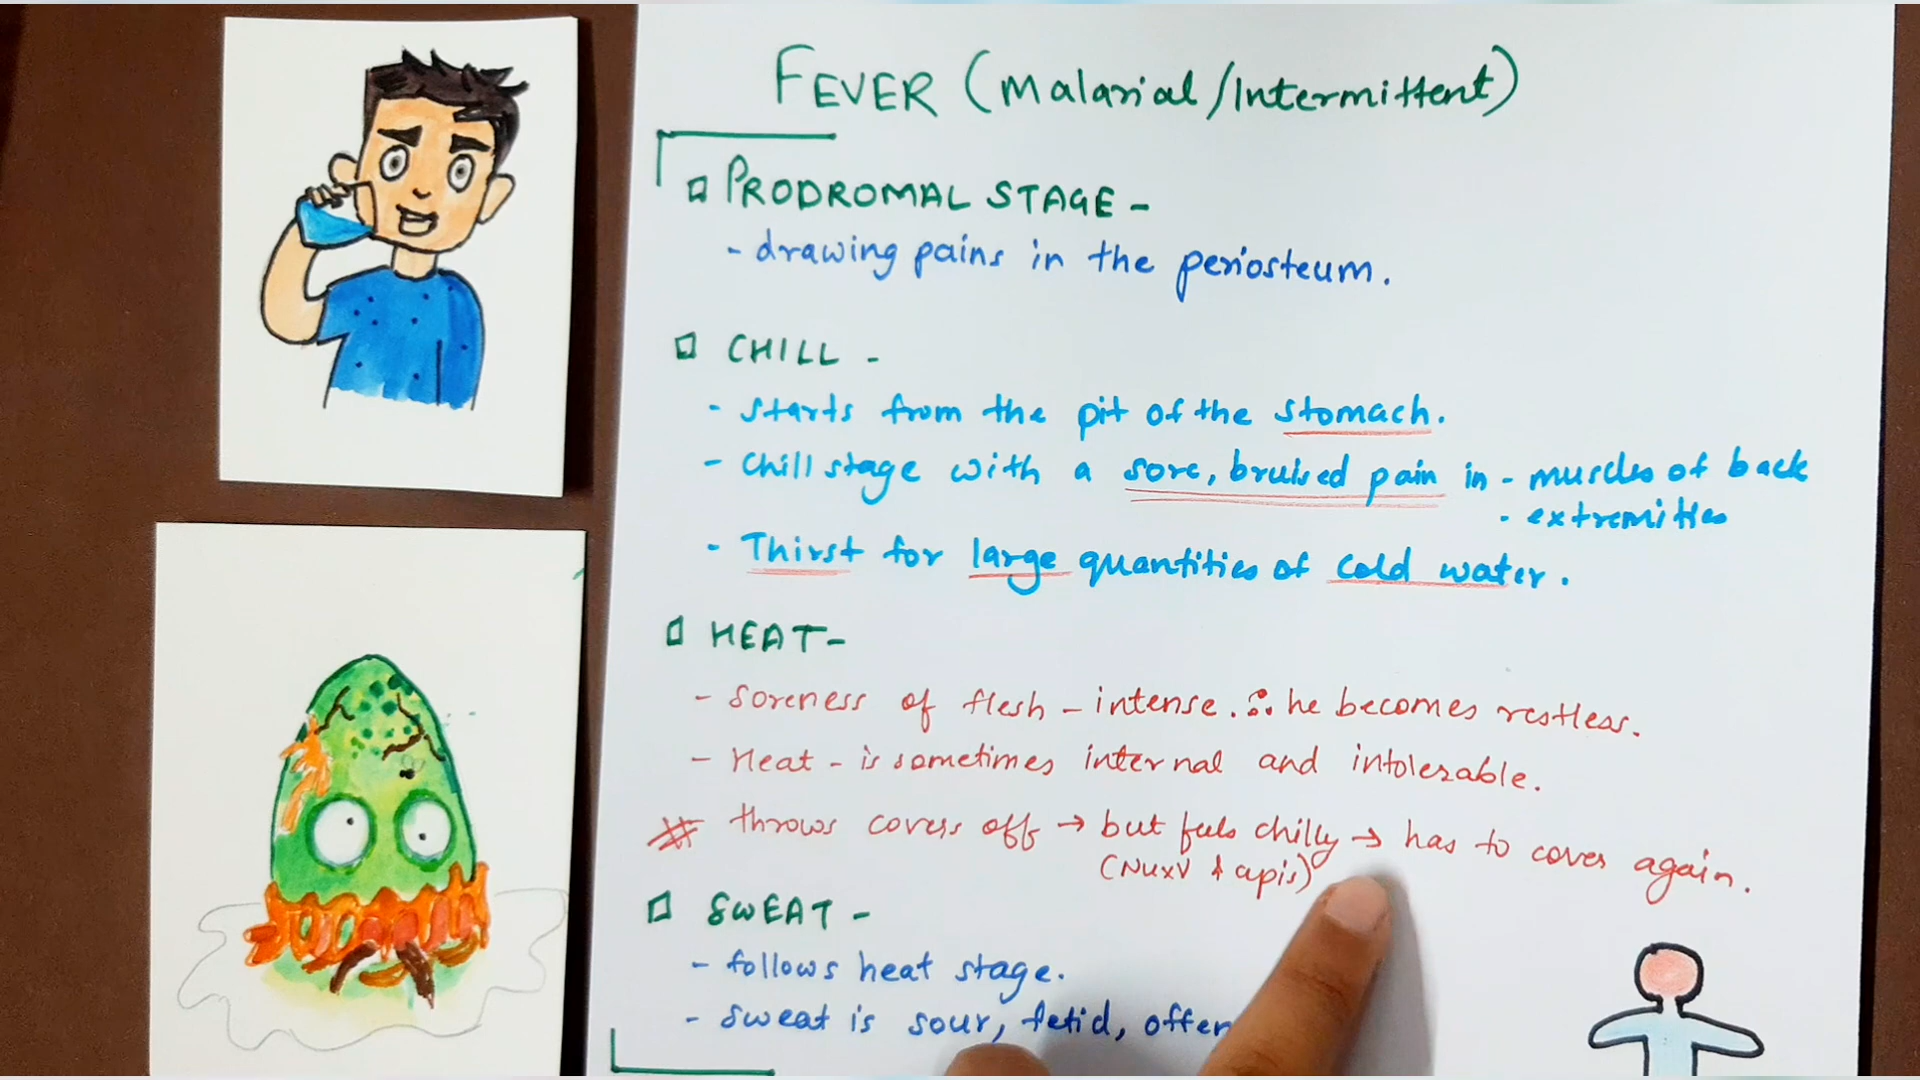 FEVER (Malarial/Intermittent)
PRODROMAL STAGE -
- drawing pains in the periosteum.
CHILL -
- starts from the pit of the stomach.
- Chill stage with a sore, bruised pain in - muscles of back
- extremities
- Thirst for large quantities of cold water.
HEAT-
- Soreness of flesh - intense. ∴ he becomes restless.
- Heat - is sometimes internal and intolerable.
throws covers off → but feels chilly → has to cover again.
(NuxV & apis)
SWEAT -
- follows heat stage.
- Sweat is sour, fetid,